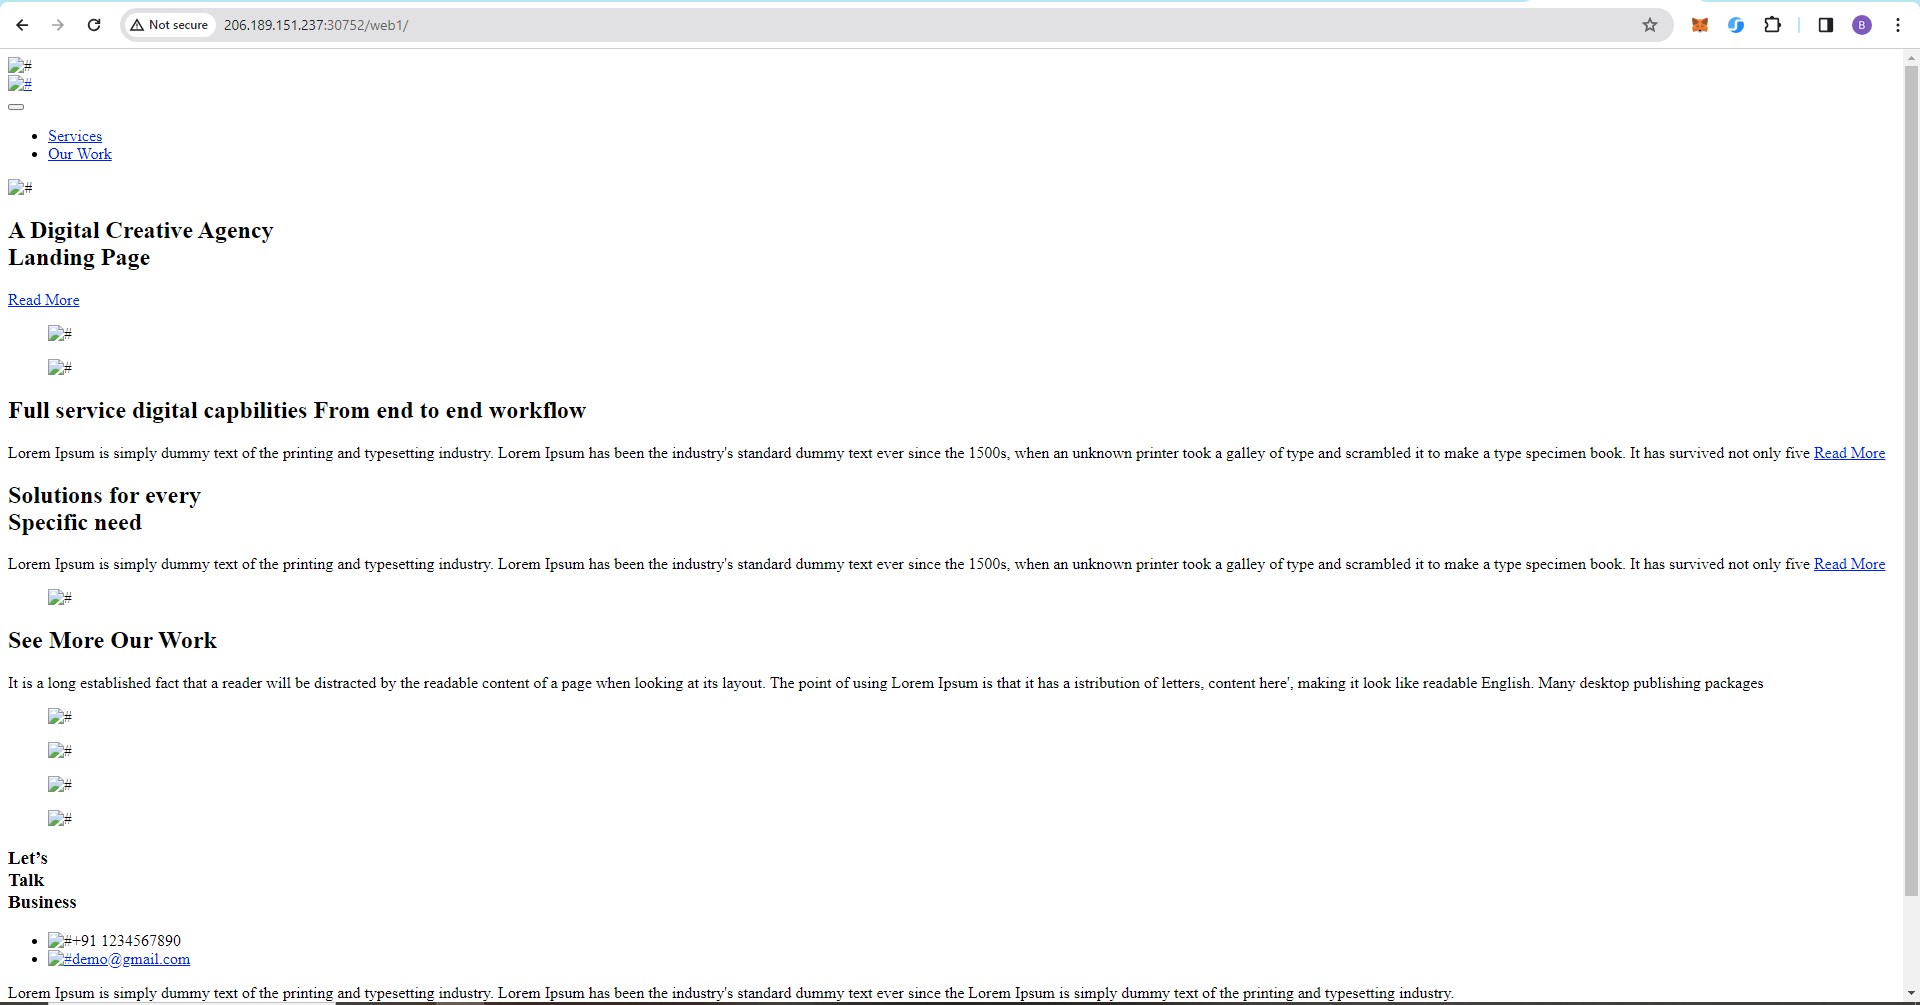 Not secure
206.189.151.237:30752/web1/
B
#
#
Services
Our Work
#
A Digital Creative Agency
Landing Page
Read More
#
#
Full service digital capbilities From end to end workflow
Lorem Ipsum is simply dummy text of the printing and typesetting industry. Lorem Ipsum has been the industry's standard dummy text ever since the 1500s, when an unknown printer took a galley of type and scrambled it to make a type specimen book. It has survived not only five Read More
Solutions for every
Specific need
Lorem Ipsum is simply dummy text of the printing and typesetting industry. Lorem Ipsum has been the industry's standard dummy text ever since the 1500s, when an unknown printer took a galley of type and scrambled it to make a type specimen book. It has survived not only five Read More
#
See More Our Work
It is a long established fact that a reader will be distracted by the readable content of a page when looking at its layout. The point of using Lorem Ipsum is that it has a istribution of letters, content here', making it look like readable English. Many desktop publishing packages
#
#
#
#
Let’s
Talk
Business
#+91 1234567890
#demo@gmail.com
Lorem Ipsum is simply dummy text of the printing and typesetting industry. Lorem Ipsum has been the industry's standard dummy text ever since the Lorem Ipsum is simply dummy text of the printing and typesetting industry.